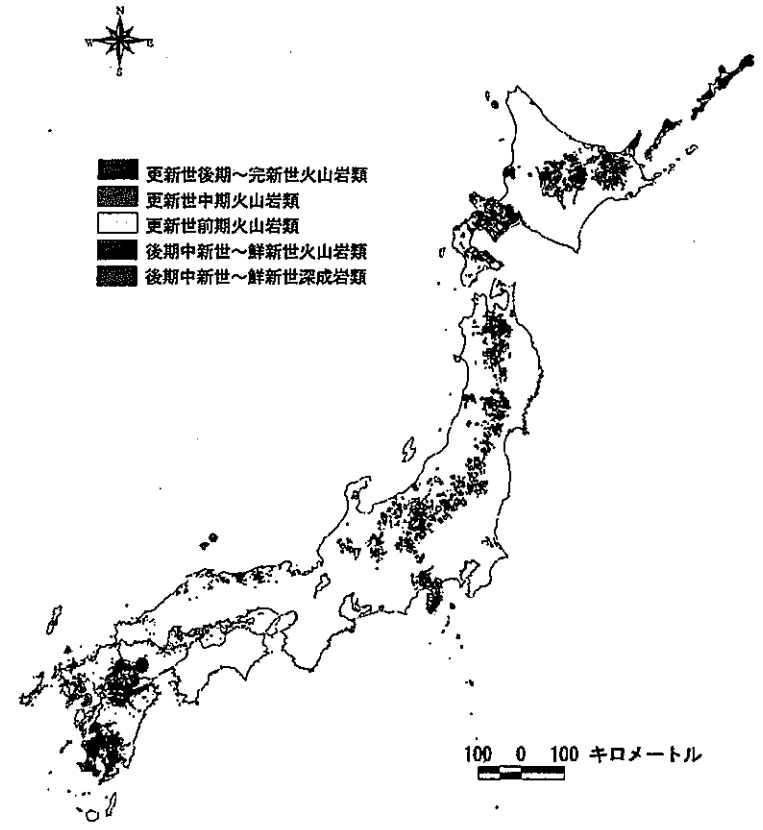 N
W E
S
更新世後期～完新世火山岩類
更新世中期火山岩類
更新世前期火山岩類
後期中新世～鮮新世火山岩類
後期中新世～鮮新世深成岩類
100 0 100 キロメートル